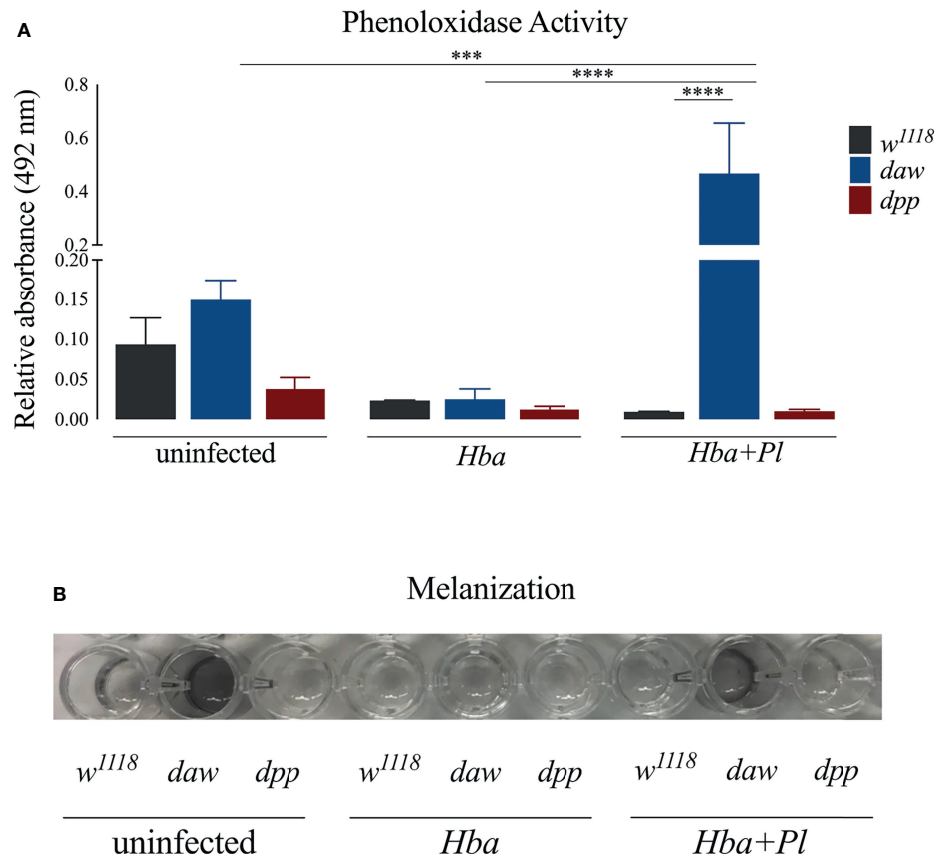 A
Phenoloxidase Activity
***
****
****
Relative absorbance (492 nm)
0.8
0.6
0.4
0.2
0.20
0.15
0.10
0.05
0.00
w1118
daw
dpp
uninfected
Hba
Hba+Pl
B
Melanization
w1118 daw dpp w1118 daw dpp w1118 daw dpp
uninfected Hba Hba+Pl